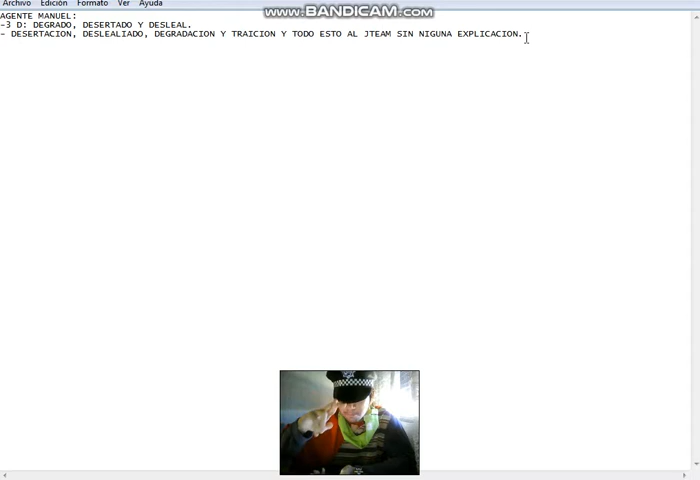 Archivo Edición Formato Ver Ayuda
www.BANDICAM.com
AGENTE MANUEL:
-3 D: DEGRADO, DESERTADO Y DESLEAL.
- DESERTACION, DESLEALIADO, DEGRADACION Y TRAICION Y TODO ESTO AL JTEAM SIN NIGUNA EXPLICACION.